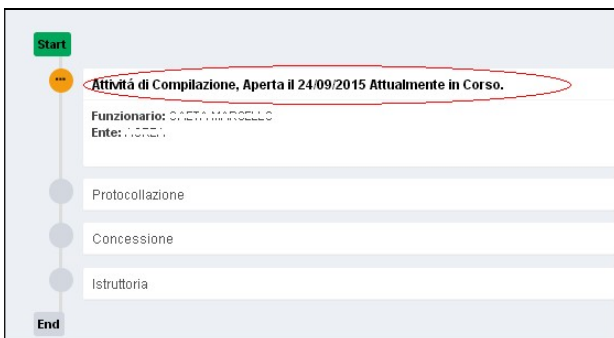 Start
Attivitá di Compilazione, Aperta il 24/09/2015 Attualmente in Corso.
Funzionario:
Ente:
Protocollazione
Concessione
Istruttoria
End